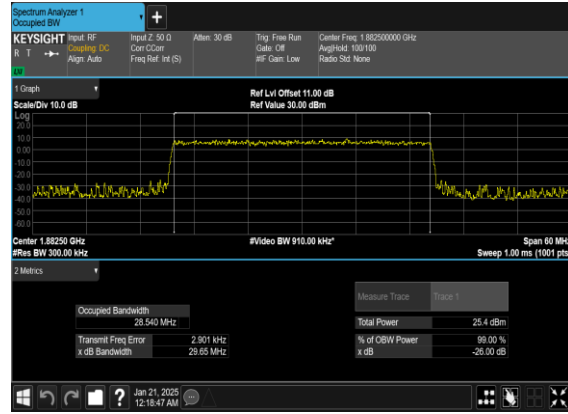 Spectrum Analyzer 1
Occupied BW
+
KEYSIGHT Input: RF Input Z: 50 Ω Atten: 30 dB Trig: Free Run Center Freq: 1.882500000 GHz
R T Coupling: DC Corr CCorr Gate: Off Avg|Hold: 100/100
Align: Auto Freq Ref: Int (S) #IF Gain: Low Radio Std: None
LM
1 Graph
Ref Lvl Offset 11.00 dB
Scale/Div 10.0 dB Ref Value 30.00 dBm
Log
20.0
10.0
0.00
-10.0
-20.0
-30.0
-40.0
-50.0
-60.0
Center 1.88250 GHz #Video BW 910.00 kHz* Span 60 MHz
#Res BW 300.00 kHz Sweep 1.00 ms (1001 pts)
2 Metrics
Measure Trace Trace 1
Occupied Bandwidth
28.540 MHz
Total Power 25.4 dBm
Transmit Freq Error 2.901 kHz % of OBW Power 99.00 %
x dB Bandwidth 29.65 MHz x dB -26.00 dB
? Jan 21, 2025
12:18:47 AM